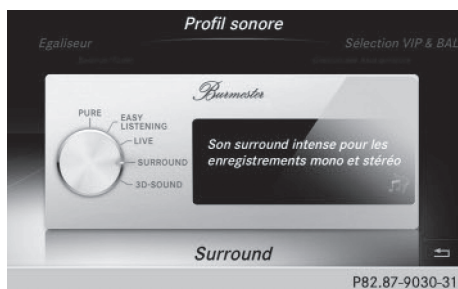 Profil sonore
Egaliseur
Sélection VIP & BAL
Burmester
PURE
EASY
LISTENING
LIVE
SURROUND
3D-SOUND
Son surround intense pour les
enregistrements mono et stéréo
Surround
P82.87-9030-31